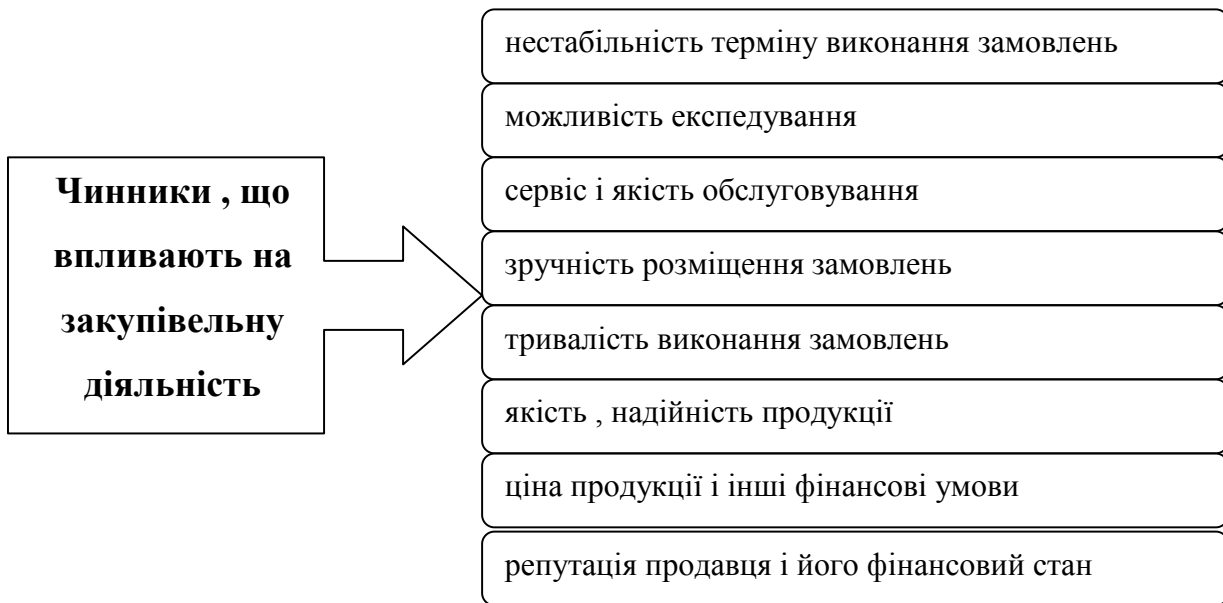 Чинники , що
впливають на
закупівельну
діяльність
нестабільність терміну виконання замовлень
можливість експедування
сервіс і якість обслуговування
зручність розміщення замовлень
тривалість виконання замовлень
якість , надійність продукції
ціна продукції і інші фінансові умови
репутація продавця і його фінансовий стан